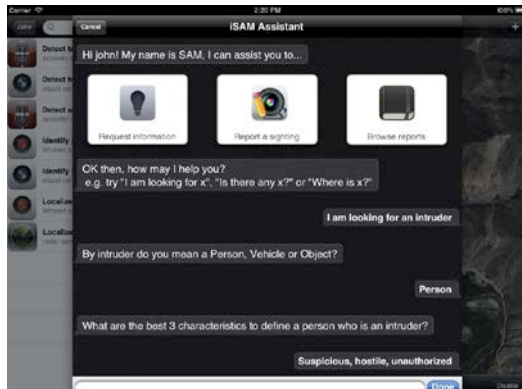 Carrier
2:20 PM
100%
John
Cancel
iSAM Assistant
+
Detect
Hi john! My name is SAM, I can assist you to...
Detect
Detect
Request information
Report a sighting
Browse reports
Identify
OK then, how may I help you?
e.g. try "I am looking for x", "Is there any x?" or "Where is x?"
Identify
Localize
I am looking for an intruder
Localize
By intruder do you mean a Person, Vehicle or Object?
Person
What are the best 3 characteristics to define a person who is an intruder?
Suspicious, hostile, unauthorized
Done